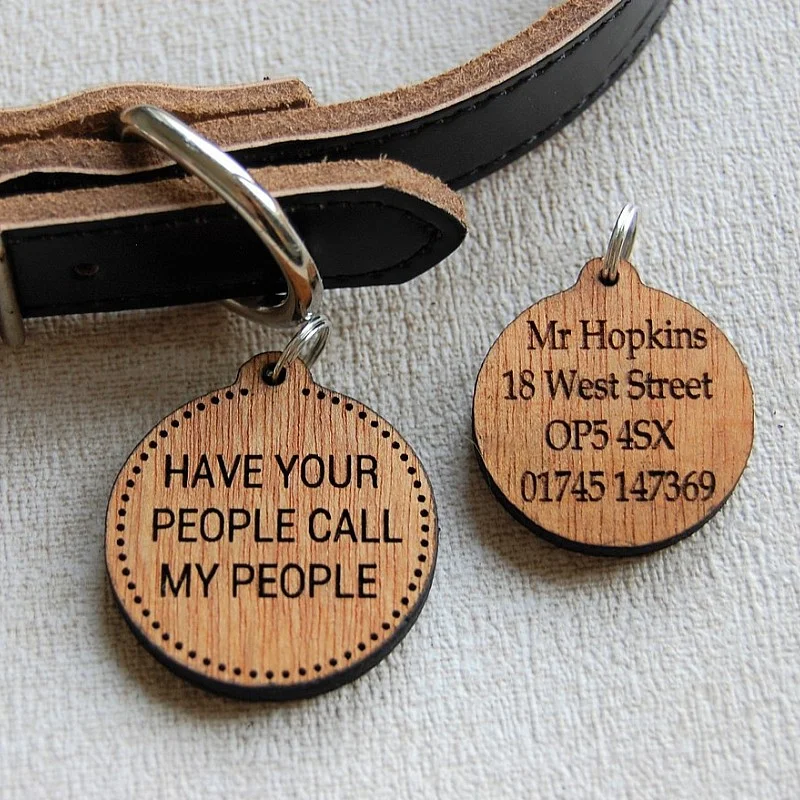 HAVE YOUR
PEOPLE CALL
MY PEOPLE
Mr Hopkins
18 West Street
OP5 4SX
01745 147369